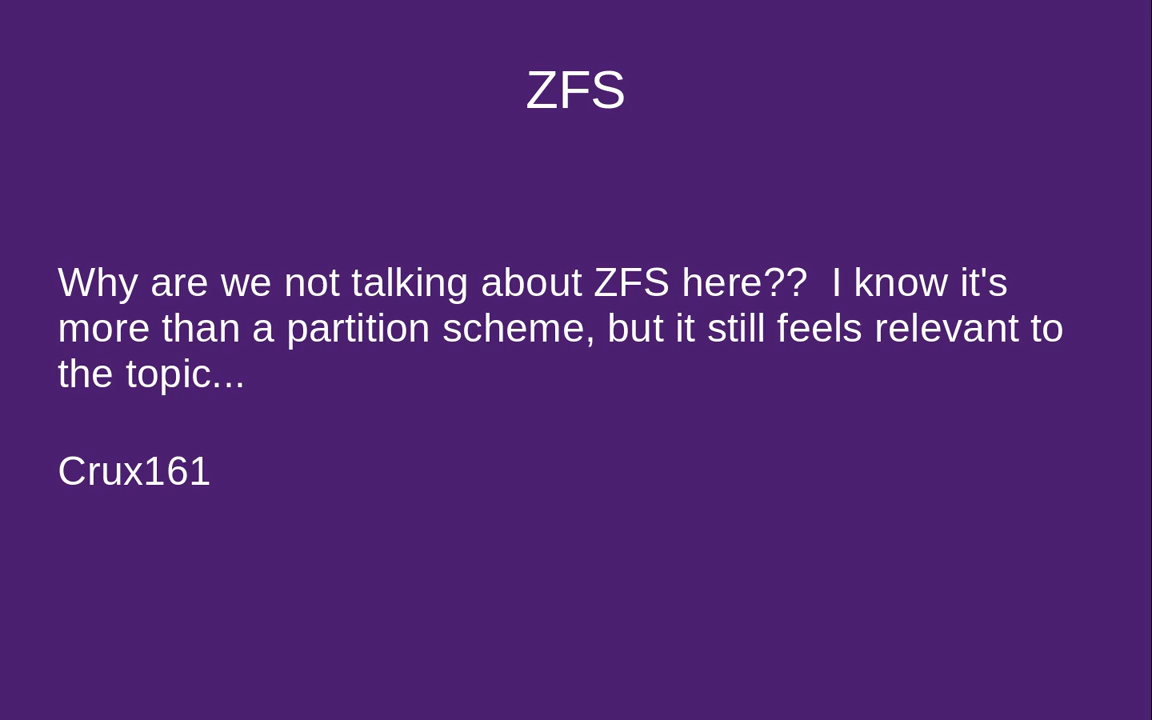 ZFS
Why are we not talking about ZFS here??  I know it's
more than a partition scheme, but it still feels relevant to
the topic...
Crux161